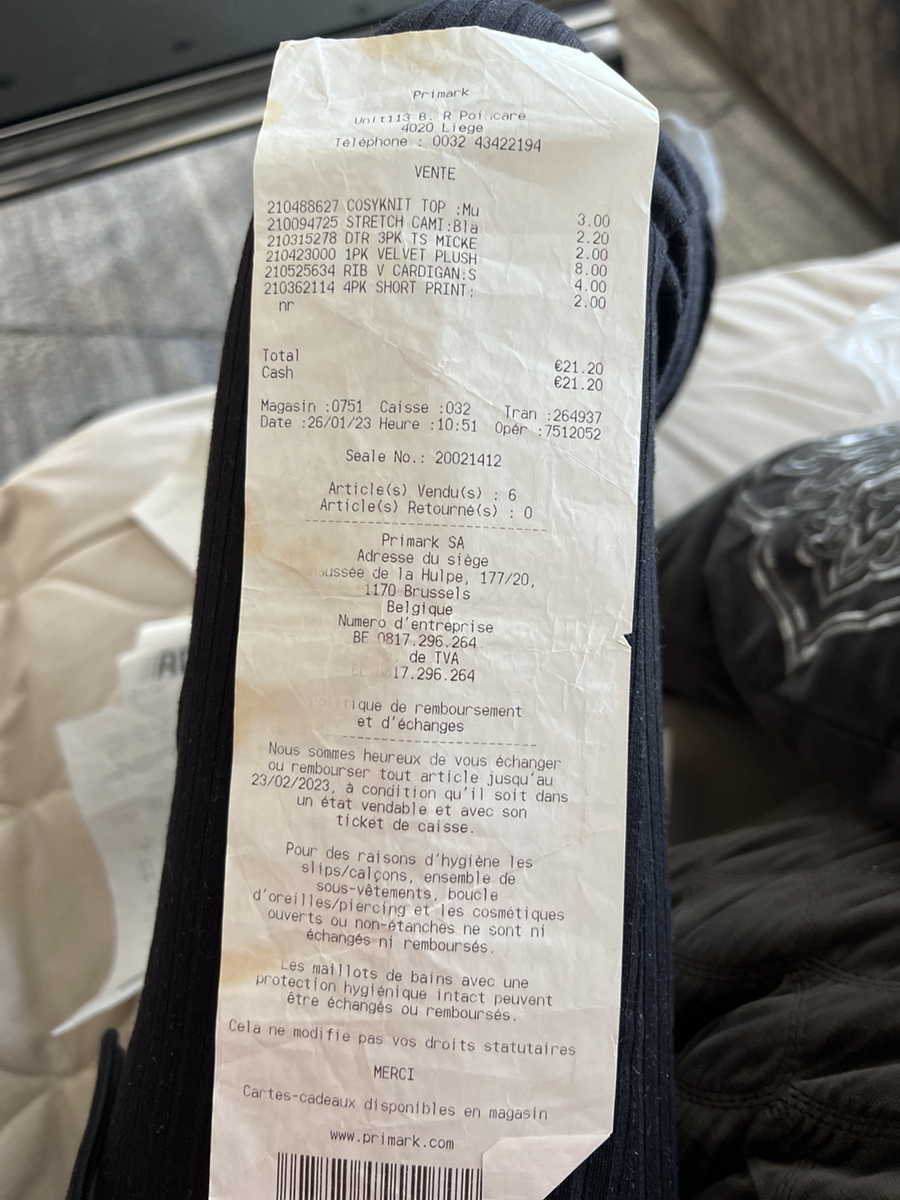 Primark
Unit113 B. R Poincare
4020 Liege
Téléphone : 0032 43422194
VENTE
210488627 COSYKNIT TOP :Mu 3.00
210094725 STRETCH CAMI:Bla 2.20
210315278 DTR 3PK TS MICKE 2.00
210423000 1PK VELVET PLUSH 8.00
210525634 RIB V CARDIGAN:S 4.00
210362114 4PK SHORT PRINT: 2.00
nr
Total €21.20
Cash €21.20
Magasin :0751 Caisse :032 Tran :264937
Date :26/01/23 Heure :10:51 Opér :7512052
Seale No.: 20021412
Article(s) Vendu(s) : 6
Article(s) Retourné(s) : 0
Primark SA
Adresse du siège
de la Hulpe, 177/20,
1170 Brussels
Belgique
Numero d'entreprise
BE 0817.296.264
de TVA
17.296.264
de remboursement
et d'échanges
Nous sommes heureux de vous échanger
ou rembourser tout article jusqu'au
23/02/2023, à condition qu'il soit dans
un état vendable et avec son
ticket de caisse.
Pour des raisons d'hygiène les
slips/calçons, ensemble de
sous-vêtements, boucle
d'oreilles/piercing et les cosmétiques
ouverts ou non-étanches ne sont ni
échangés ni remboursés.
Les maillots de bains avec une
protection hygiénique intact peuvent
être échangés ou remboursés.
Cela ne modifie pas vos droits statutaires
MERCI
Cartes-cadeaux disponibles en magasin
www.primark.com